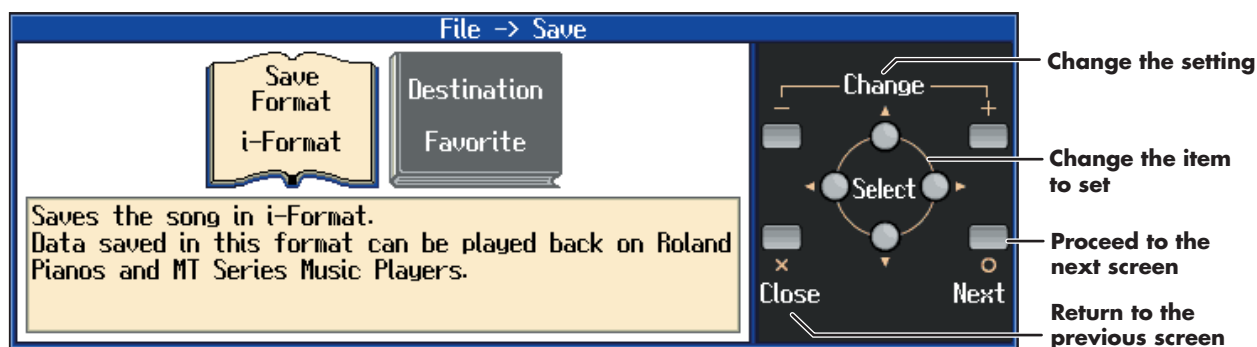 File -> Save
Save
Format
i-Format
Destination
Favorite
Saves the song in i-Format.
Data saved in this format can be played back on Roland
Pianos and MT Series Music Players.
Change
− +
Select
× ○
Close Next
Change the setting
Change the item
to set
Proceed to the
next screen
Return to the
previous screen